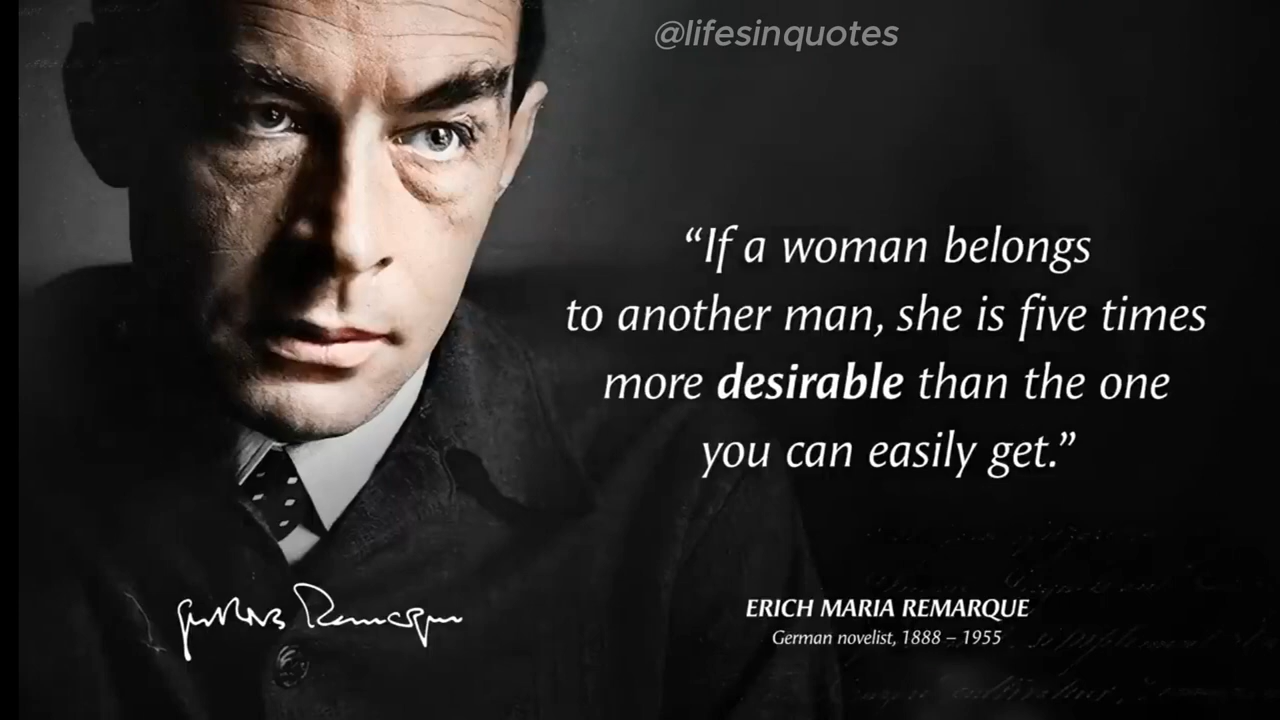 @lifesinquotes
“If a woman belongs
to another man, she is five times
more desirable than the one
you can easily get.”
ERICH MARIA REMARQUE
German novelist, 1888 – 1955